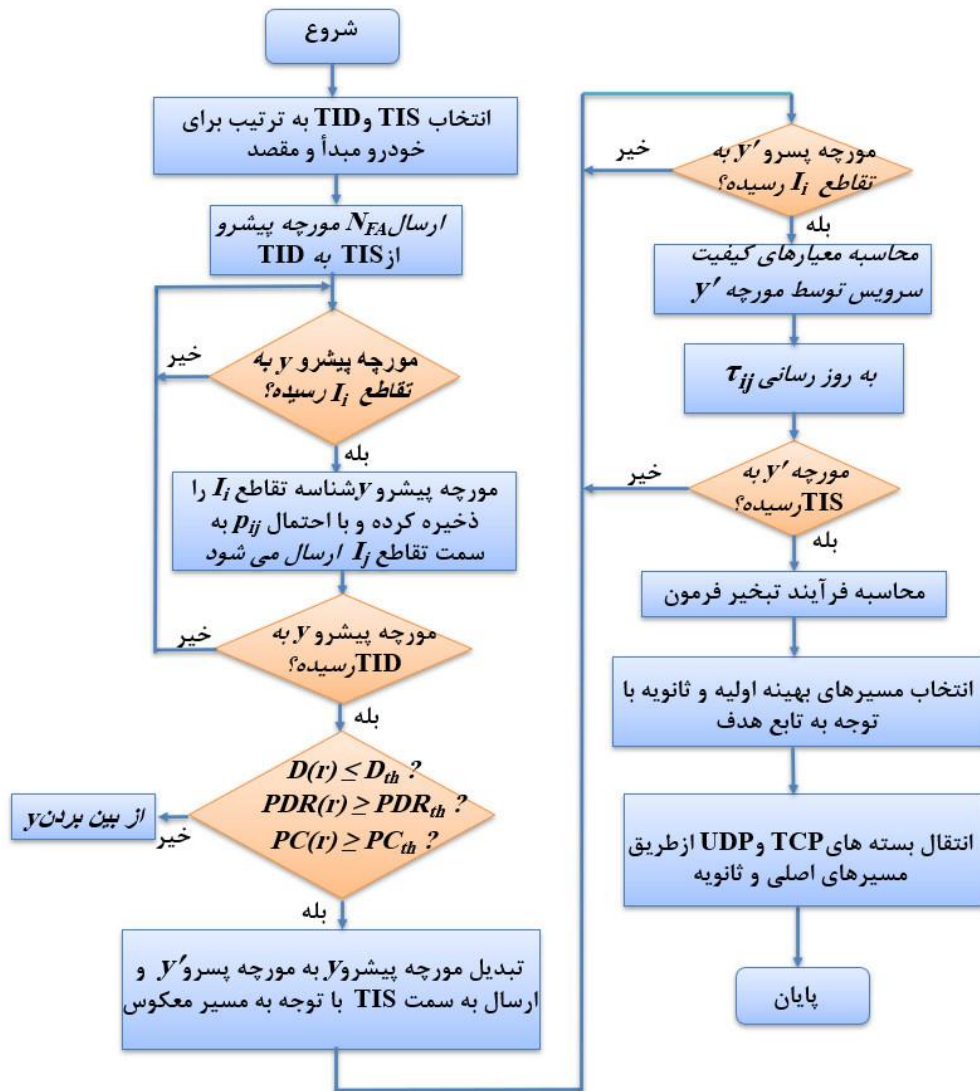 شروع
انتخاب TIS وTID به ترتیب برای
خودرو مبدأ و مقصد
ارسال N_FA مورچه پیشرو
از TIS به TID
مورچه پیشرو y به
تقاطع I_i رسیده؟
خیر
بله
مورچه پیشرو y شناسه تقاطع I_i را
ذخیره کرده و با احتمال p_ij به
سمت تقاطع I_j ارسال می شود
مورچه پیشرو y به
TID رسیده؟
خیر
بله
D(r) ≤ D_th ?
PDR(r) ≥ PDR_th ?
PC(r) ≥ PC_th ?
خیر
از بین بردن y
بله
تبدیل مورچه پیشرو y به مورچه پسرو y′ و
ارسال به سمت TIS با توجه به مسیر معکوس
مورچه پسرو y′ به
تقاطع I_i رسیده؟
خیر
بله
محاسبه معیارهای کیفیت
سرویس توسط مورچه y′
به روز رسانی τ_ij
مورچه y′ به
TIS رسیده؟
خیر
بله
محاسبه فرآیند تبخیر فرمون
انتخاب مسیرهای بهینه اولیه و ثانویه با
توجه به تابع هدف
انتقال بسته های TCP وUDP ازطریق
مسیرهای اصلی و ثانویه
پایان